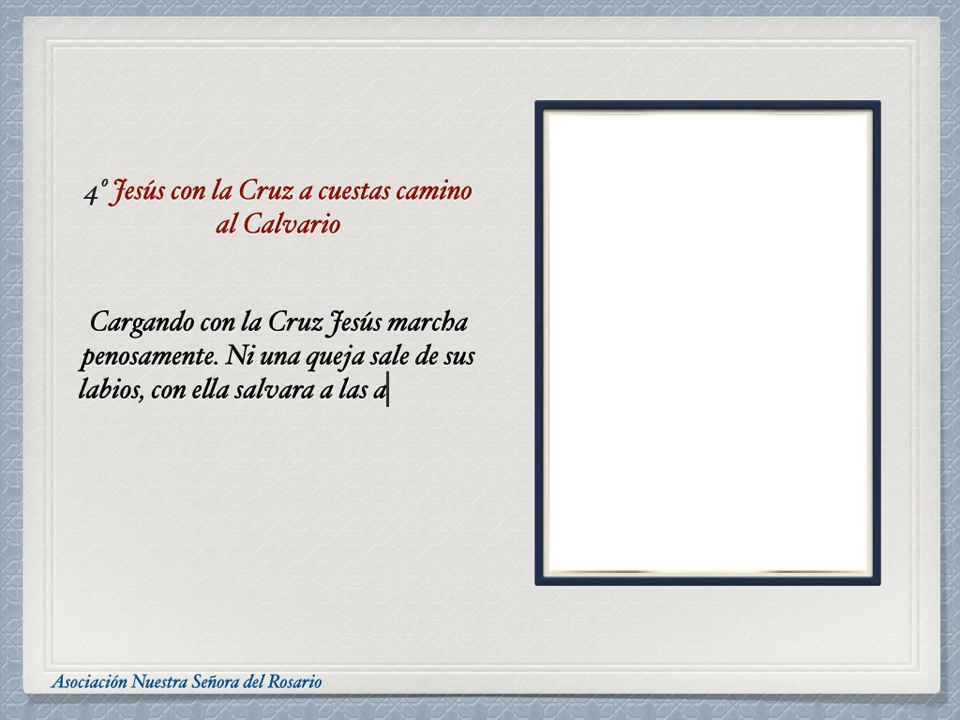 4º Jesús con la Cruz a cuestas camino
al Calvario
Cargando con la Cruz Jesús marcha
penosamente. Ni una queja sale de sus
labios, con ella salvara a las a
Asociación Nuestra Señora del Rosario